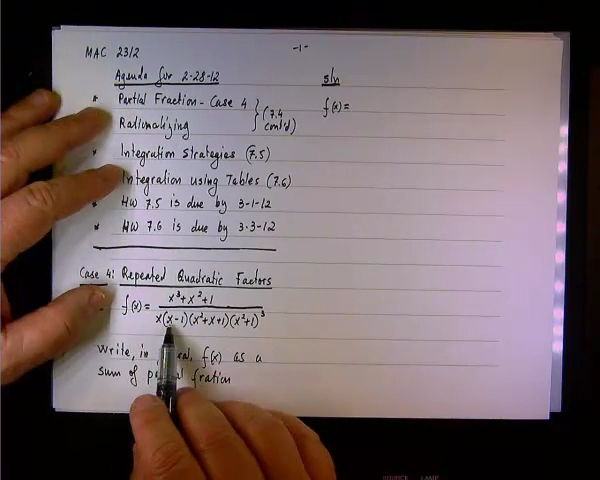 MAC 2312
-1-
Agenda for 2-28-12
* Partial Fraction - Case 4
Rationalizing
} (7.4 cont'd)
* Integration Strategies (7.5)
Integration using Tables (7.6)
* HW 7.5 is due by 3-1-12
* HW 7.6 is due by 3-3-12
Case 4: Repeated Quadratic Factors
f(x) = x³+x²+1 / x(x-1)(x²+x+1)(x²+1)³
Write, in f(x) as a
sum of fration
sln
f(x) =